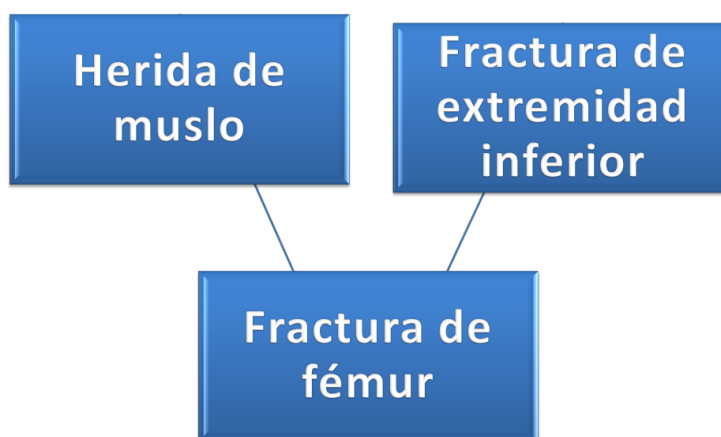 Herida de
muslo
Fractura de
extremidad
inferior
Fractura de
fémur